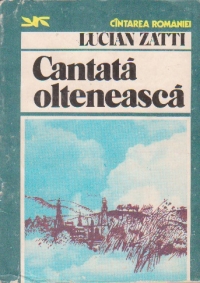 CÎNTAREA ROMÂNIEI
LUCIAN ZATTI
Cantată
oltenească